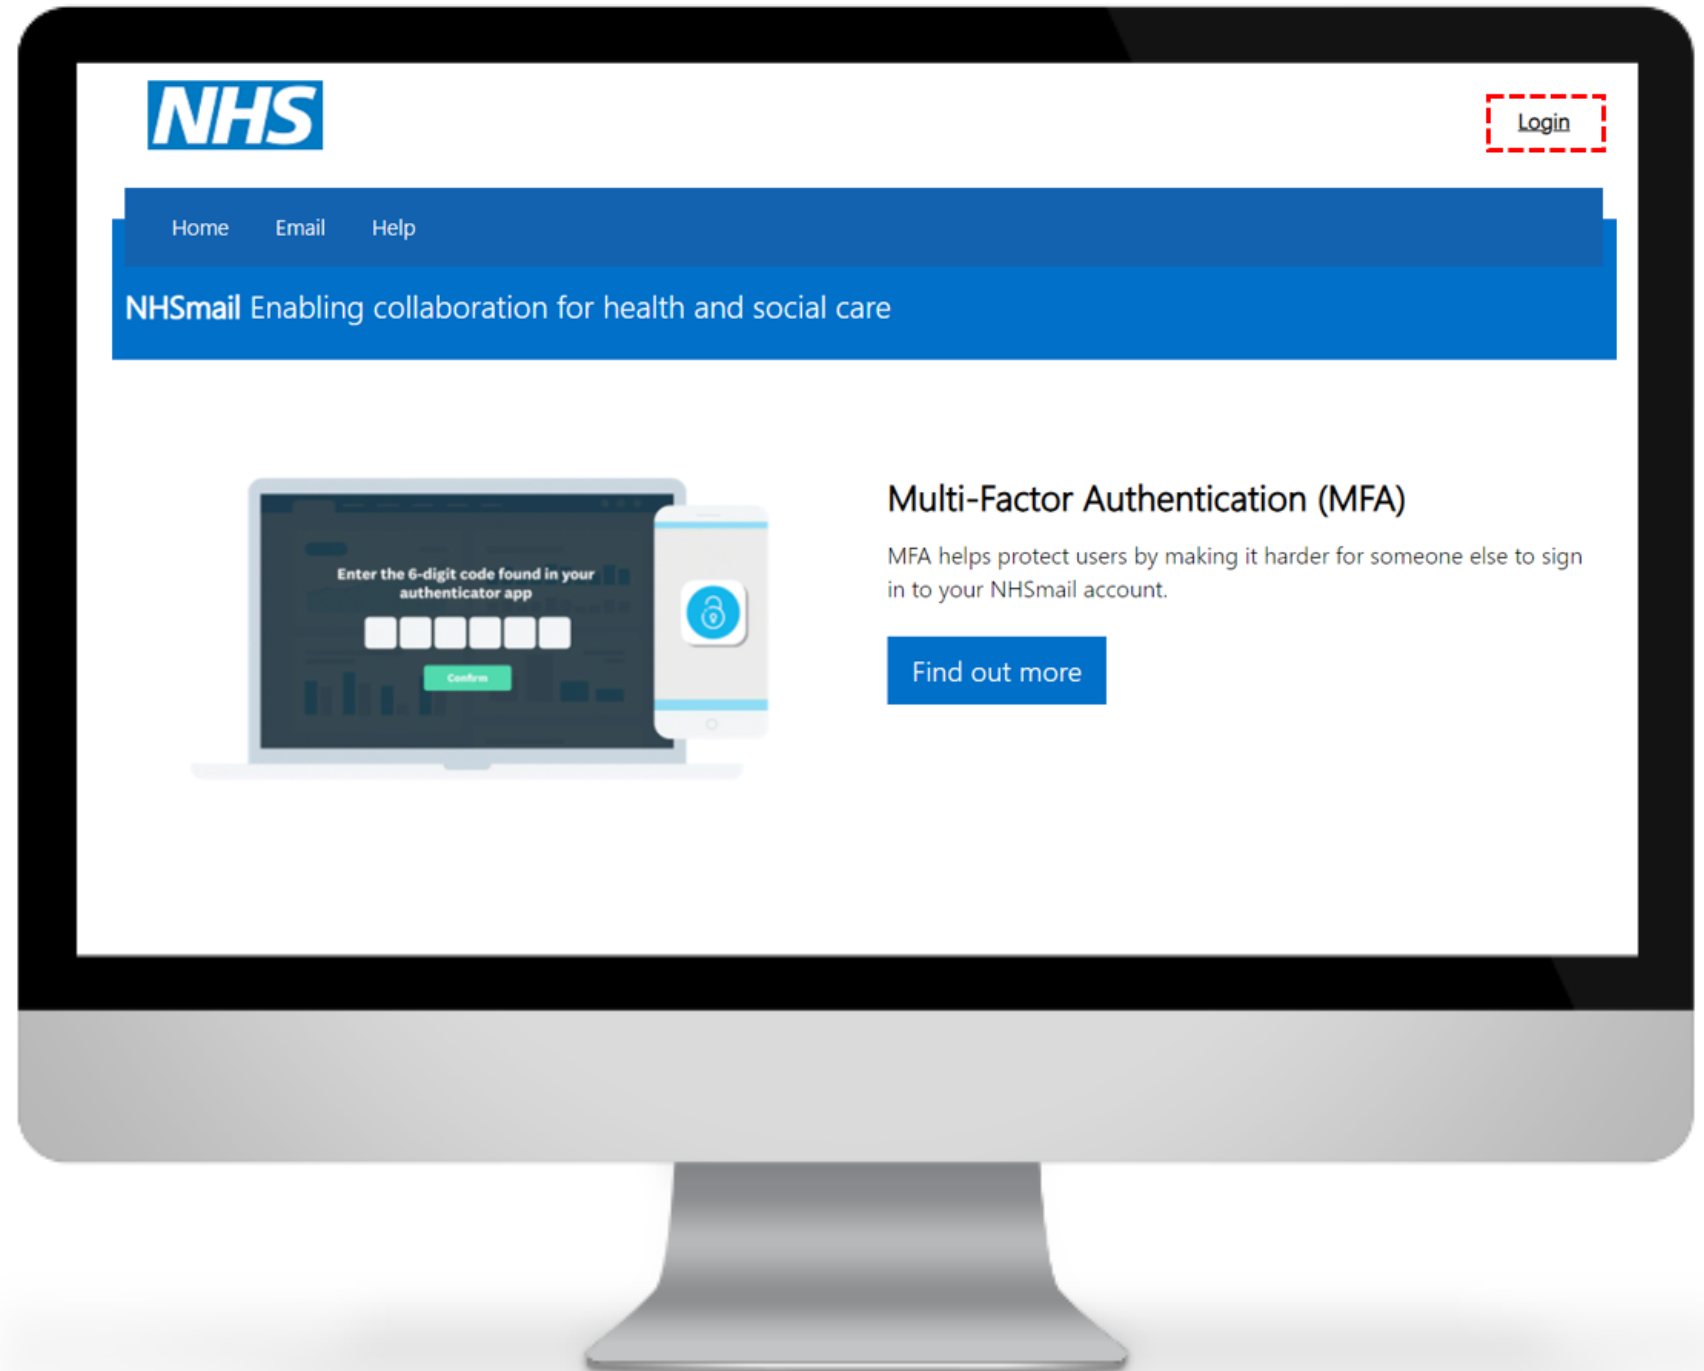 NHS
Login
Home Email Help
NHSmail Enabling collaboration for health and social care
Enter the 6-digit code found in your
authenticator app
Confirm
Multi-Factor Authentication (MFA)
MFA helps protect users by making it harder for someone else to sign
in to your NHSmail account.
Find out more